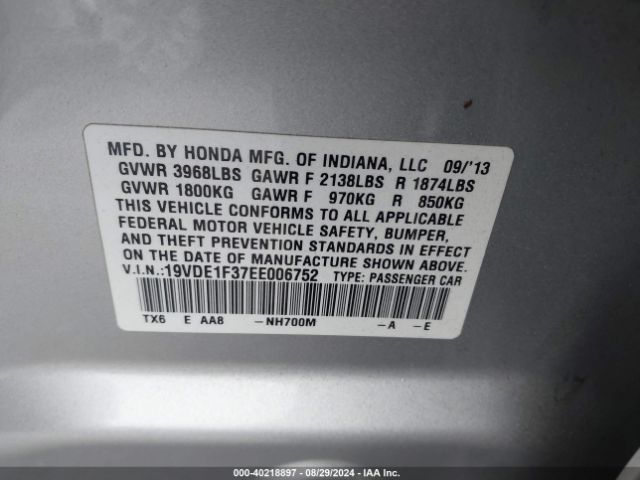 MFD. BY HONDA MFG. OF INDIANA, LLC 09/'13
GVWR 3968LBS GAWR F 2138LBS R 1874LBS
GVWR 1800KG GAWR F 970KG R 850KG
THIS VEHICLE CONFORMS TO ALL APPLICABLE
FEDERAL MOTOR VEHICLE SAFETY, BUMPER,
AND THEFT PREVENTION STANDARDS IN EFFECT
ON THE DATE OF MANUFACTURE SHOWN ABOVE.
V.I.N.:19VDE1F37EE006752 TYPE: PASSENGER CAR
TX6 E AA8 -NH700M -A -E
000-40218897 - 08/29/2024 - IAA Inc.